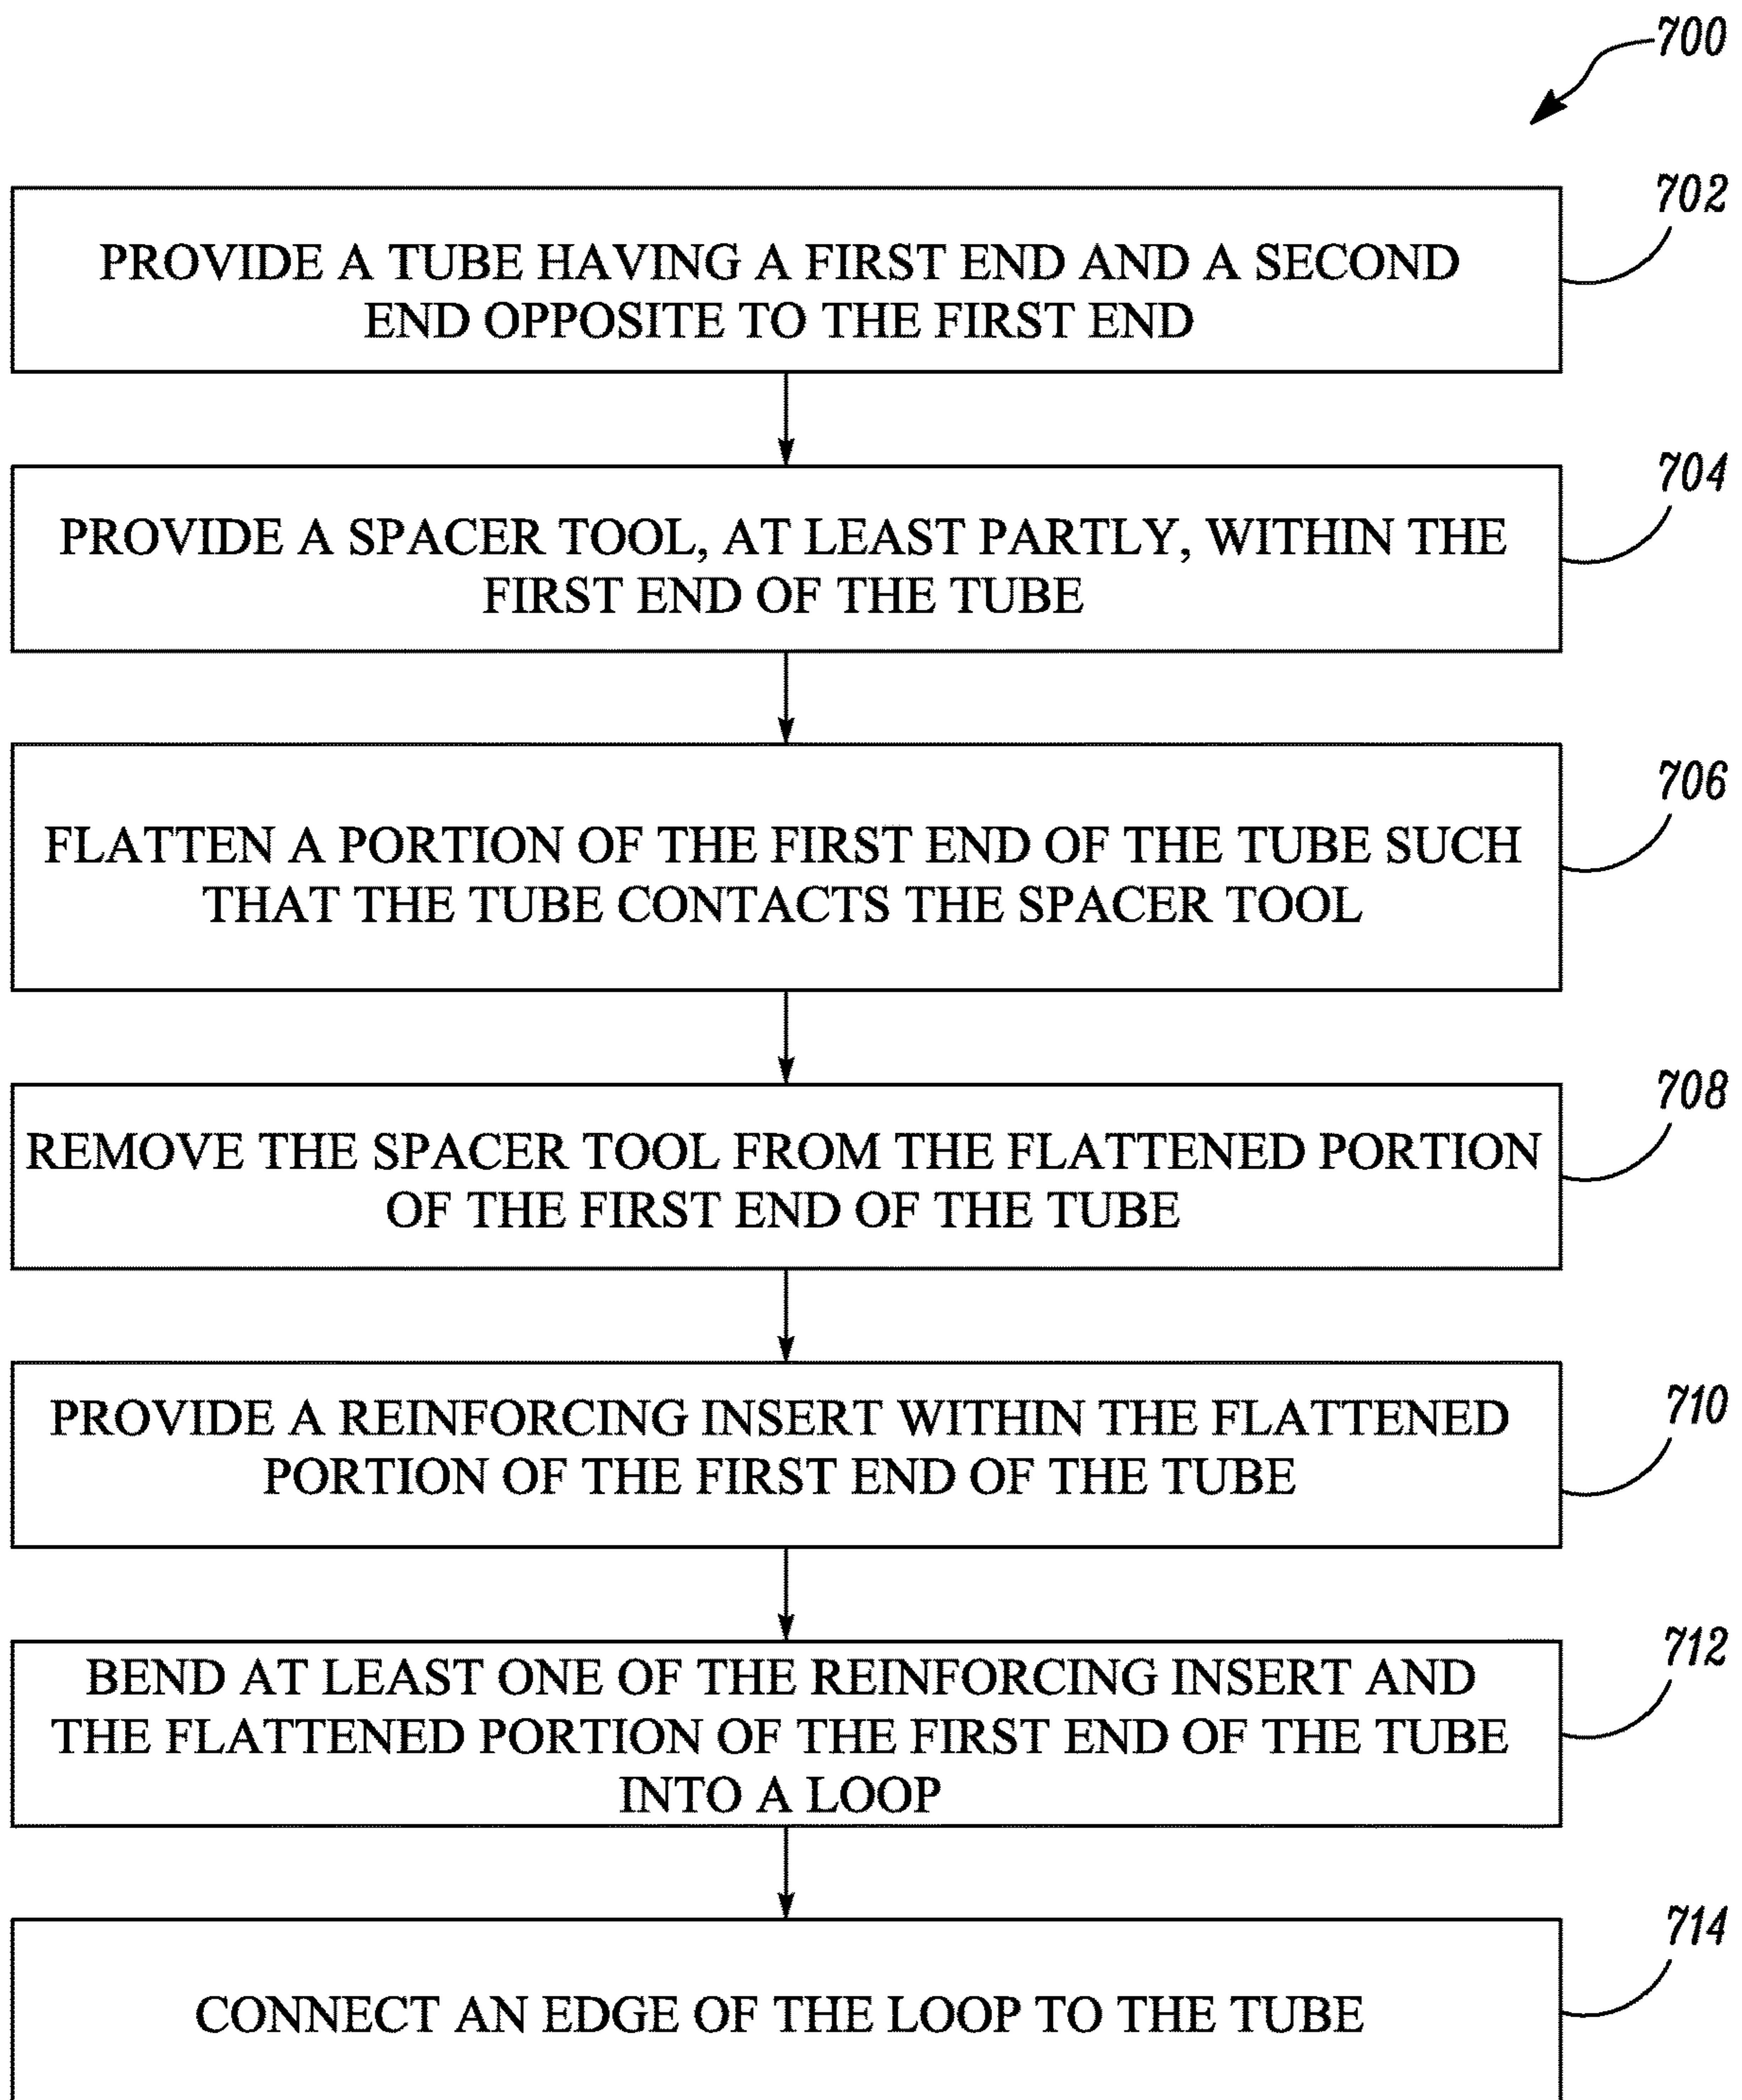 700
702
PROVIDE A TUBE HAVING A FIRST END AND A SECOND
END OPPOSITE TO THE FIRST END
704
PROVIDE A SPACER TOOL, AT LEAST PARTLY, WITHIN THE
FIRST END OF THE TUBE
706
FLATTEN A PORTION OF THE FIRST END OF THE TUBE SUCH
THAT THE TUBE CONTACTS THE SPACER TOOL
708
REMOVE THE SPACER TOOL FROM THE FLATTENED PORTION
OF THE FIRST END OF THE TUBE
710
PROVIDE A REINFORCING INSERT WITHIN THE FLATTENED
PORTION OF THE FIRST END OF THE TUBE
712
BEND AT LEAST ONE OF THE REINFORCING INSERT AND
THE FLATTENED PORTION OF THE FIRST END OF THE TUBE
INTO A LOOP
714
CONNECT AN EDGE OF THE LOOP TO THE TUBE